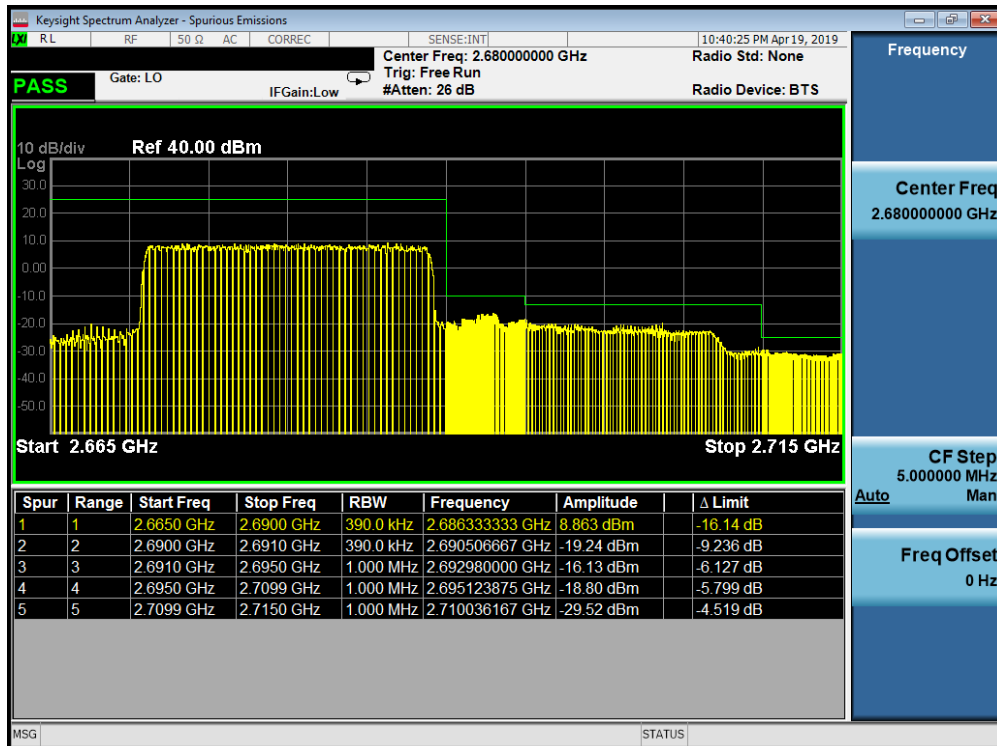 Keysight Spectrum Analyzer - Spurious Emissions
LXI RL RF 50 Ω AC CORREC SENSE:INT 10:40:25 PM Apr 19, 2019
Center Freq: 2.680000000 GHz Radio Std: None
PASS Gate: LO Trig: Free Run
IFGain:Low #Atten: 26 dB Radio Device: BTS
10 dB/div Ref 40.00 dBm
Log
30.0
20.0
10.0
0.00
-10.0
-20.0
-30.0
-40.0
-50.0
Start 2.665 GHz Stop 2.715 GHz
Spur Range Start Freq Stop Freq RBW Frequency Amplitude Δ Limit
1 1 2.6650 GHz 2.6900 GHz 390.0 kHz 2.686333333 GHz 8.863 dBm -16.14 dB
2 2 2.6900 GHz 2.6910 GHz 390.0 kHz 2.690506667 GHz -19.24 dBm -9.236 dB
3 3 2.6910 GHz 2.6950 GHz 1.000 MHz 2.692980000 GHz -16.13 dBm -6.127 dB
4 4 2.6950 GHz 2.7099 GHz 1.000 MHz 2.695123875 GHz -18.80 dBm -5.799 dB
5 5 2.7099 GHz 2.7150 GHz 1.000 MHz 2.710036167 GHz -29.52 dBm -4.519 dB
MSG STATUS
Frequency
Center Freq
2.680000000 GHz
CF Step
5.000000 MHz
Auto Man
Freq Offset
0 Hz